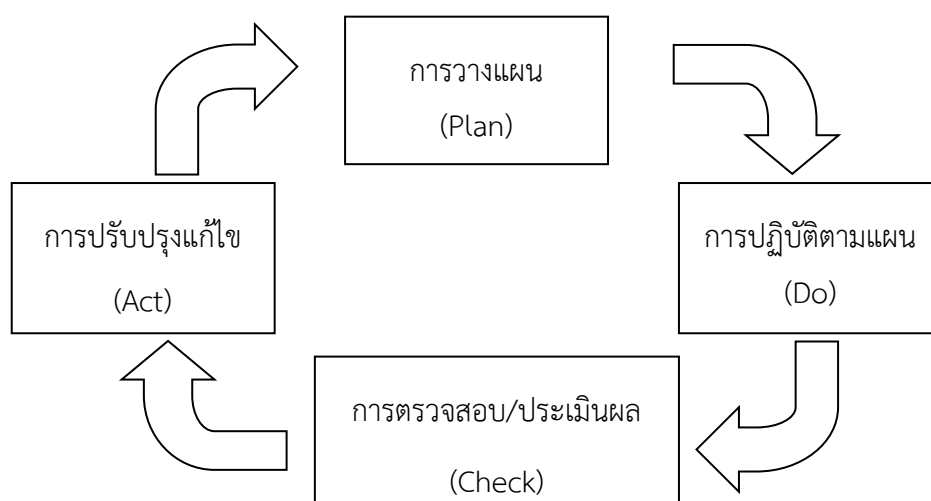 การวางแผน
(Plan)
การปฏิบัติตามแผน
(Do)
การตรวจสอบ/ประเมินผล
(Check)
การปรับปรุงแก้ไข
(Act)